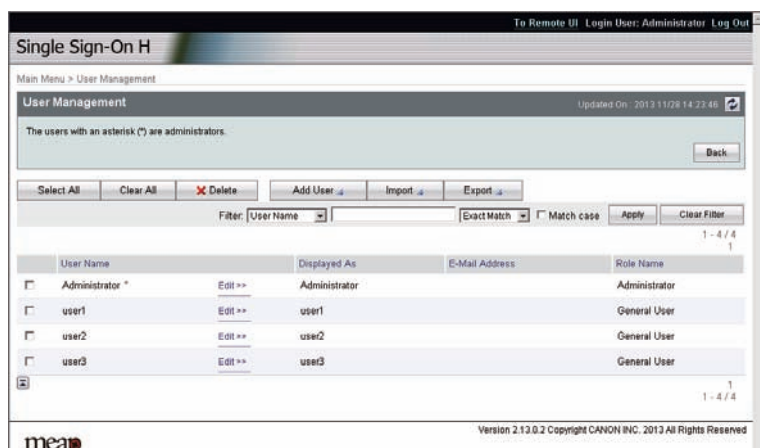 To Remote UI Login User: Administrator Log Out
Single Sign-On H
Main Menu > User Management
User Management Updated On : 2013 11/28 14:23:46
The users with an asterisk (*) are administrators.
Back
Select All Clear All Delete Add User Import Export
Filter: User Name Exact Match Match case Apply Clear Filter
1 - 4 / 4
1
User Name Displayed As E-Mail Address Role Name
Administrator * Edit >> Administrator Administrator
user1 Edit >> user1 General User
user2 Edit >> user2 General User
user3 Edit >> user3 General User
1
1 - 4 / 4
Version 2.13.0.2 Copyright CANON INC. 2013 All Rights Reserved
meap